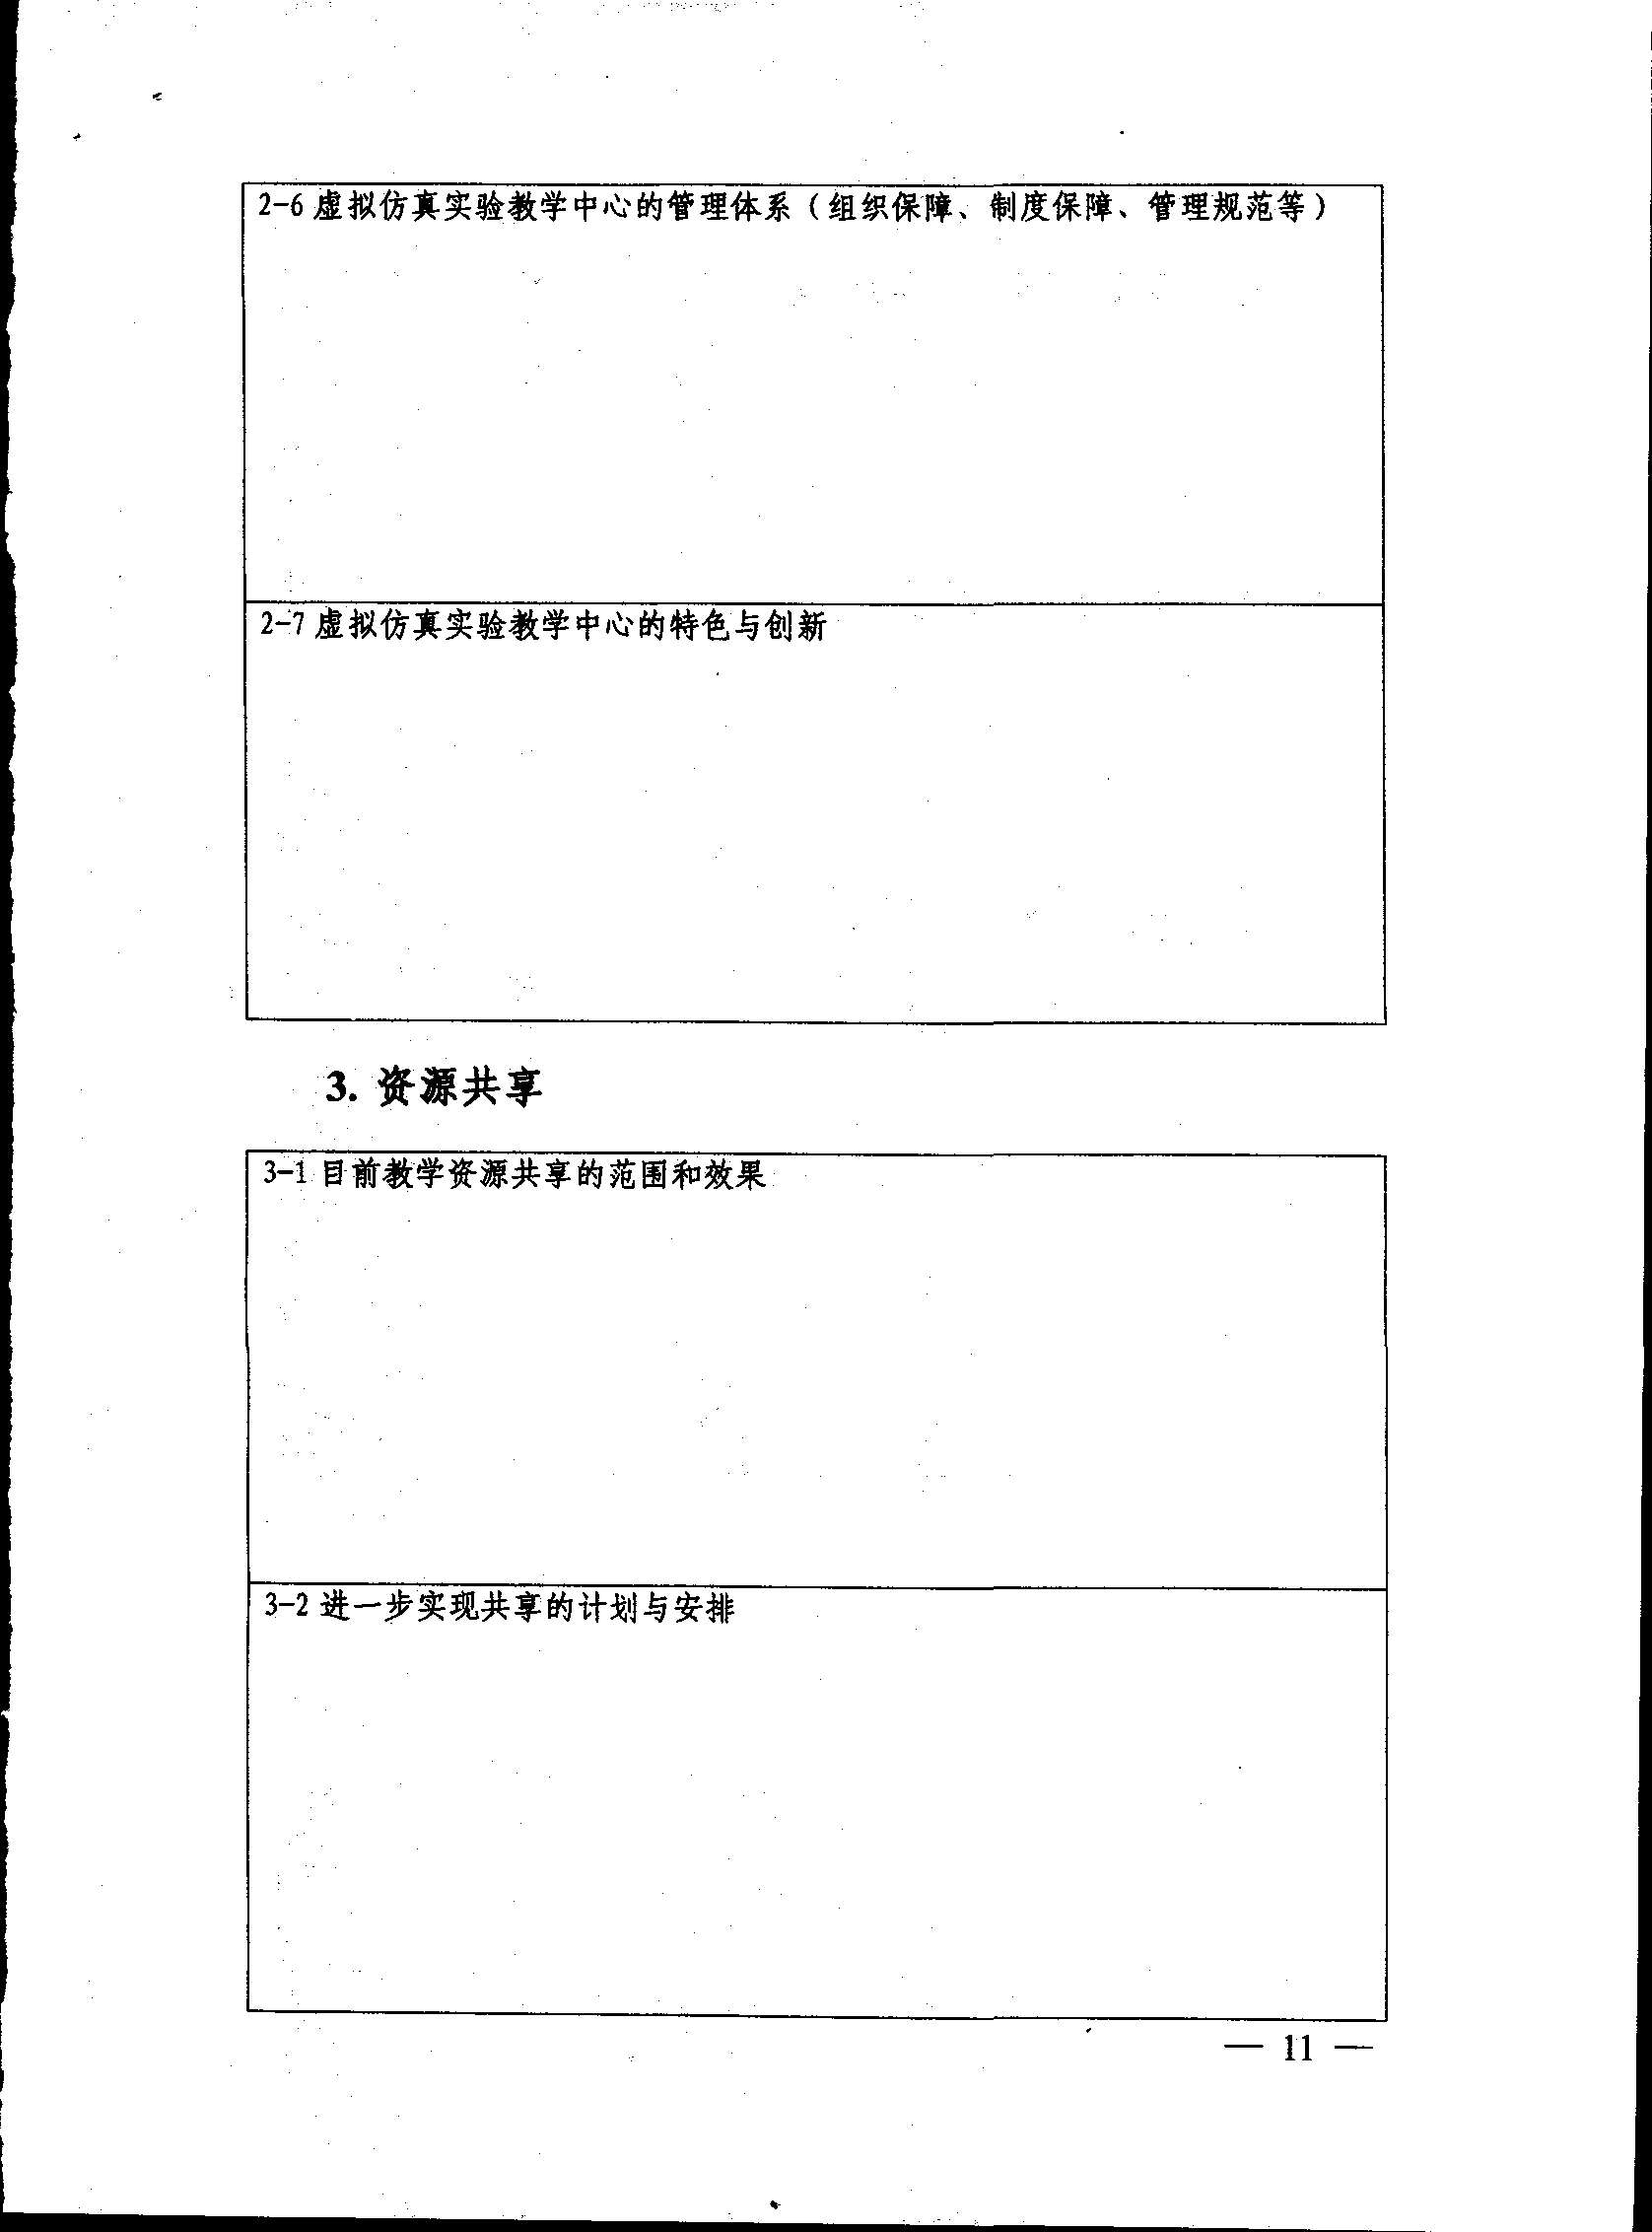 2-6 虚拟仿真实验教学中心的管理体系（组织保障、制度保障、管理规范等）
2-7 虚拟仿真实验教学中心的特色与创新
3. 资源共享
3-1 目前教学资源共享的范围和效果
3-2 进一步实现共享的计划与安排
— 11 —